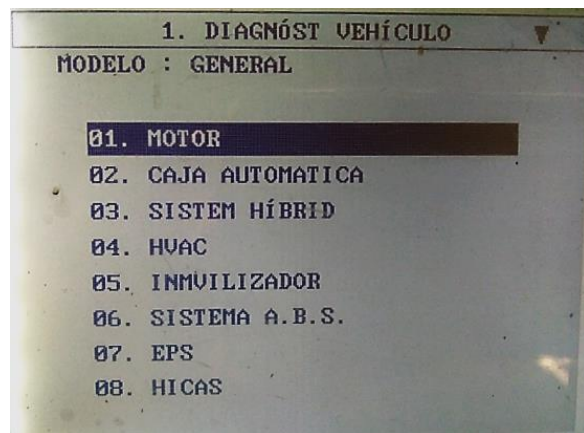 1. DIAGNÓST VEHÍCULO
MODELO : GENERAL
01. MOTOR
02. CAJA AUTOMATICA
03. SISTEM HÍBRID
04. HVAC
05. INMVILIZADOR
06. SISTEMA A.B.S.
07. EPS
08. HICAS